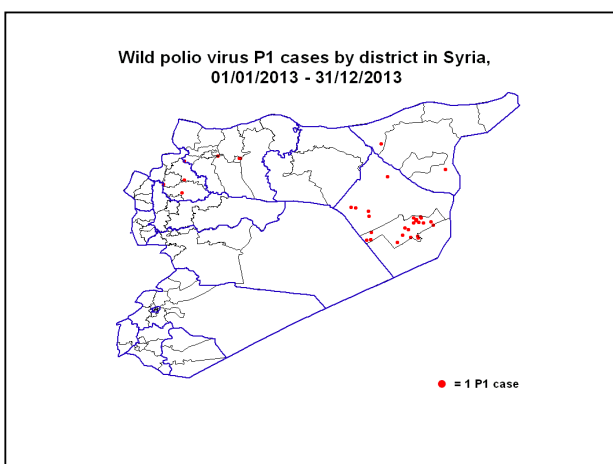 Wild polio virus P1 cases by district in Syria,
01/01/2013 - 31/12/2013
= 1 P1 case